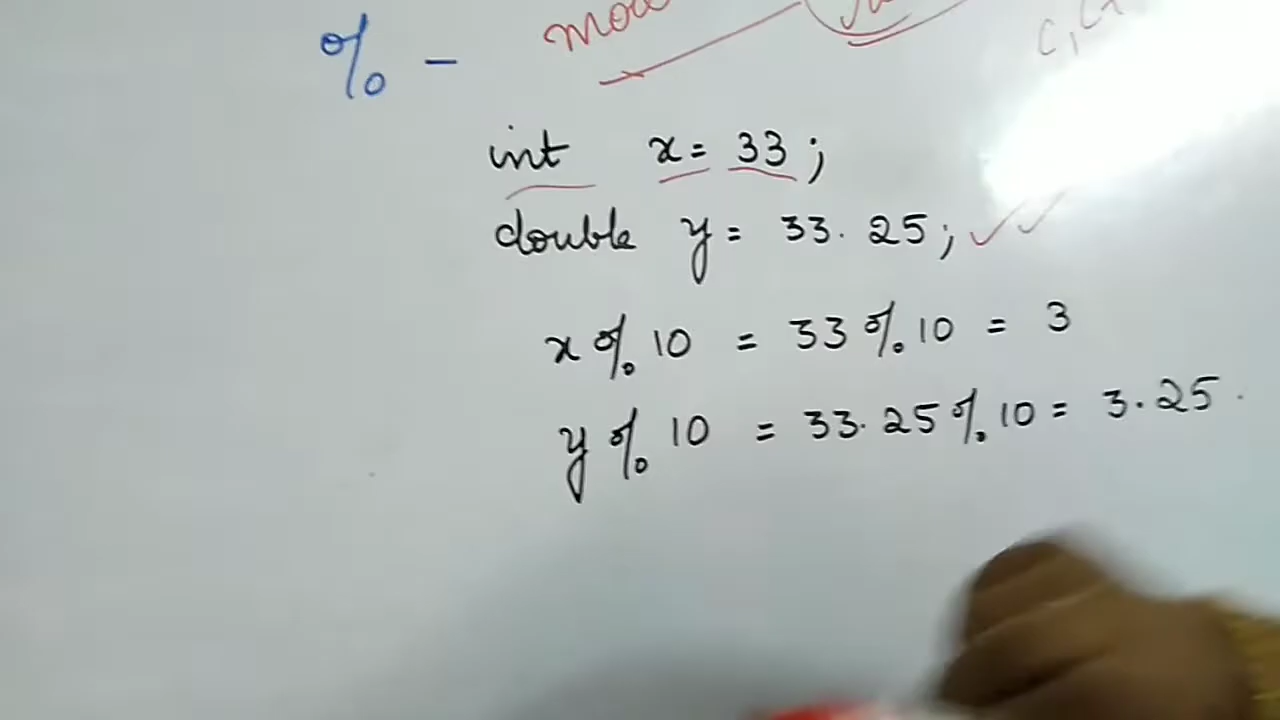 % -
int x = 33 ;
double y = 33.25 ;
x % 10 = 33 % 10 = 3
y % 10 = 33.25 % 10 = 3.25